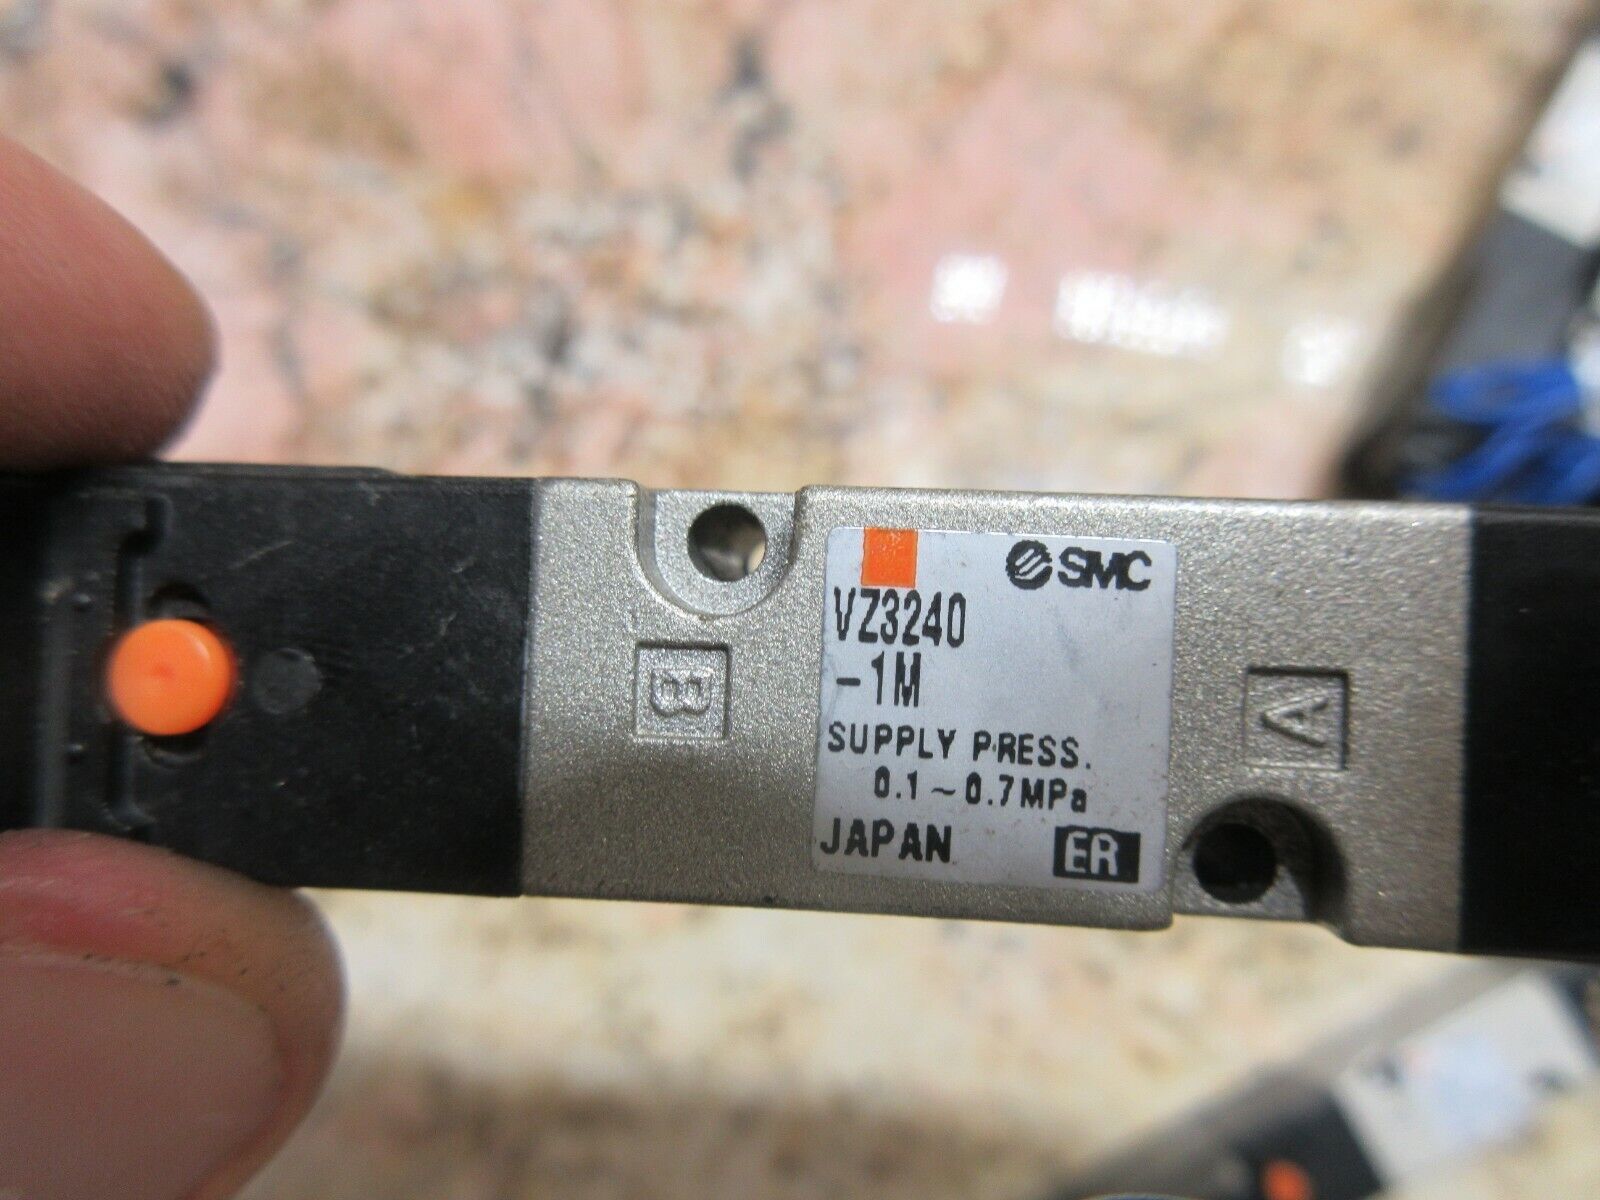 SMC
VZ3240
-1M
SUPPLY PRESS.
0.1~0.7MPa
JAPAN ER
B
A